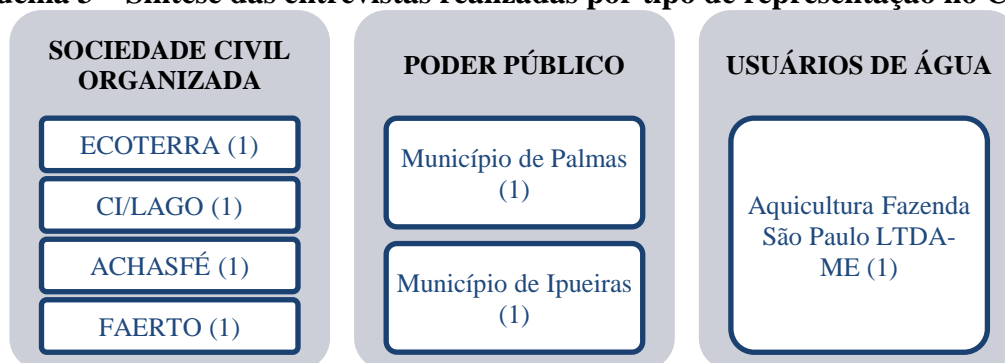 uema 3 – Síntese das entrevistas realizadas por tipo de representação no C
SOCIEDADE CIVIL
ORGANIZADA
ECOTERRA (1)
CI/LAGO (1)
ACHASFÉ (1)
FAERTO (1)
PODER PÚBLICO
Município de Palmas
(1)
Município de Ipueiras
(1)
USUÁRIOS DE ÁGUA
Aquicultura Fazenda
São Paulo LTDA-
ME (1)